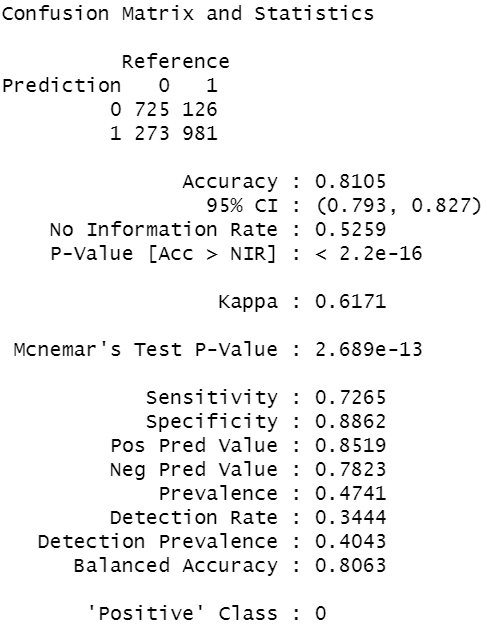 Confusion Matrix and Statistics
Reference
Prediction 0 1
0 725 126
1 273 981
Accuracy : 0.8105
95% CI : (0.793, 0.827)
No Information Rate : 0.5259
P-Value [Acc > NIR] : < 2.2e-16
Kappa : 0.6171
Mcnemar's Test P-Value : 2.689e-13
Sensitivity : 0.7265
Specificity : 0.8862
Pos Pred Value : 0.8519
Neg Pred Value : 0.7823
Prevalence : 0.4741
Detection Rate : 0.3444
Detection Prevalence : 0.4043
Balanced Accuracy : 0.8063
'Positive' Class : 0